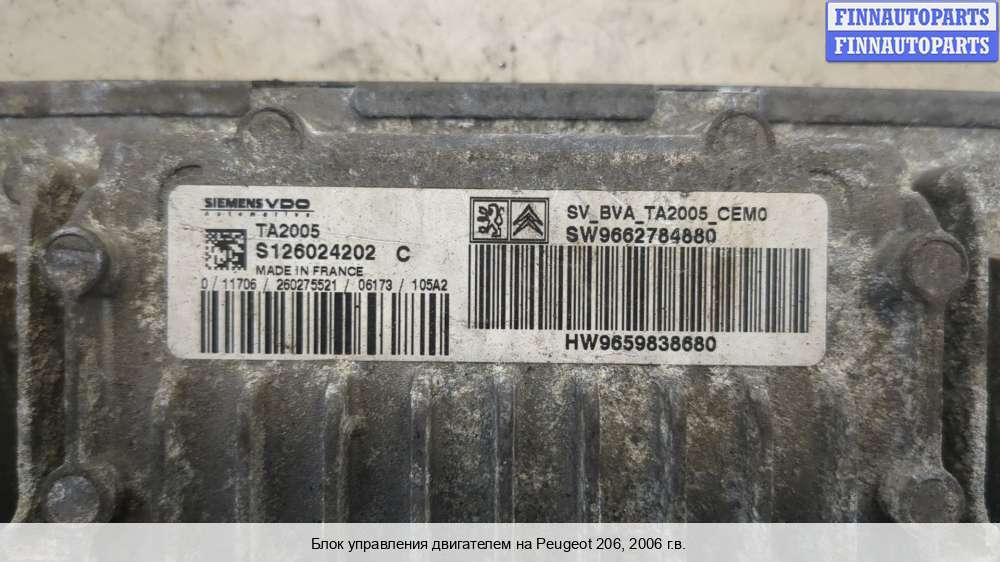 FINNAUTOPARTS
FINNAUTOPARTS
SIEMENS VDO
Automotive
TA2005
S126024202 C
MADE IN FRANCE
0/11706/260275521/06173/105A2
SV_BVA_TA2005_CEM0
SW9662784880
HW9659838680
Блок управления двигателем на Peugeot 206, 2006 г.в.